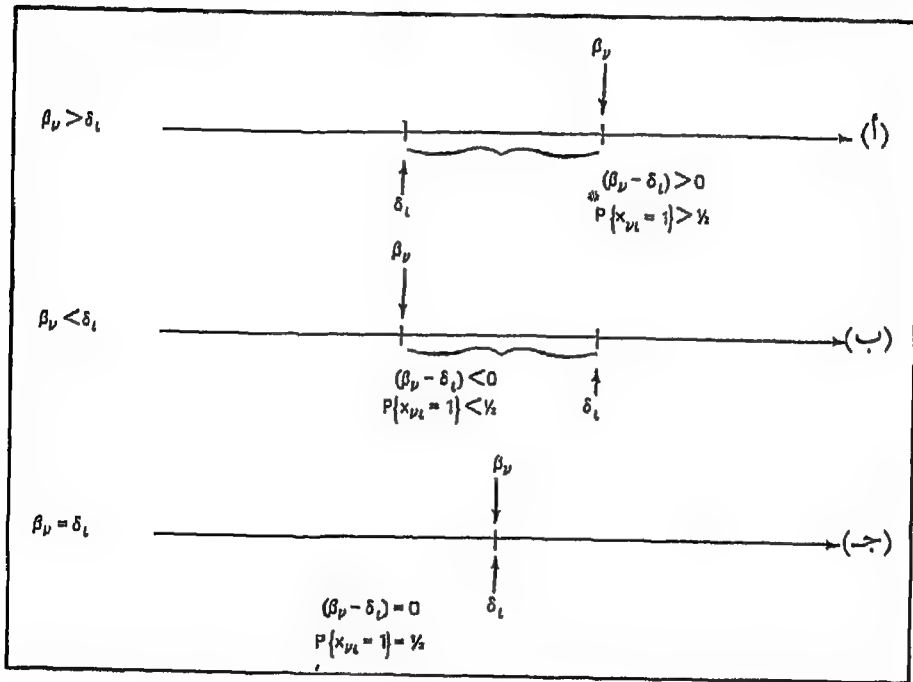 β_ν
β_ν > δ_ι
(أ)
δ_ι
(β_ν − δ_ι) > 0
P{x_νι = 1} > ½
β_ν
β_ν < δ_ι
(ب)
(β_ν − δ_ι) < 0
P{x_νι = 1} < ½
δ_ι
β_ν
β_ν = δ_ι
(جـ)
δ_ι
(β_ν − δ_ι) = 0
P{x_νι = 1} = ½